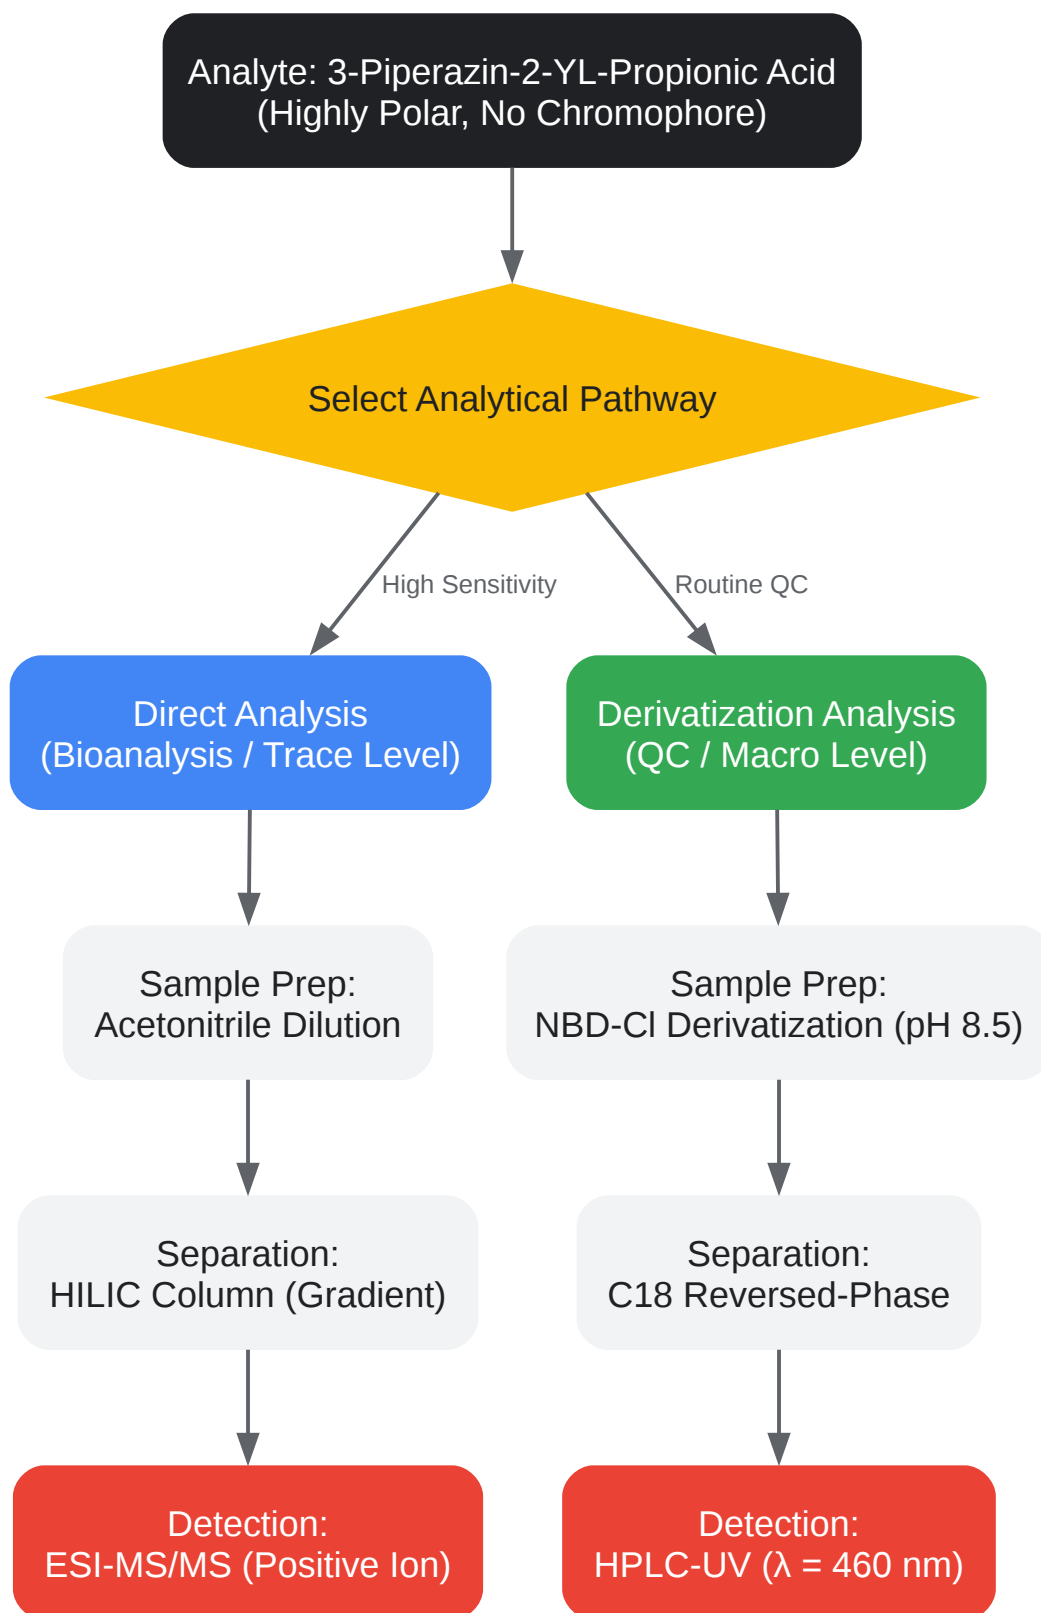 Analyte: 3-Piperazin-2-YL-Propionic Acid
(Highly Polar, No Chromophore)
Select Analytical Pathway
High Sensitivity
Routine QC
Direct Analysis
(Bioanalysis / Trace Level)
Derivatization Analysis
(QC / Macro Level)
Sample Prep:
Acetonitrile Dilution
Sample Prep:
NBD-Cl Derivatization (pH 8.5)
Separation:
HILIC Column (Gradient)
Separation:
C18 Reversed-Phase
Detection:
ESI-MS/MS (Positive Ion)
Detection:
HPLC-UV (λ = 460 nm)